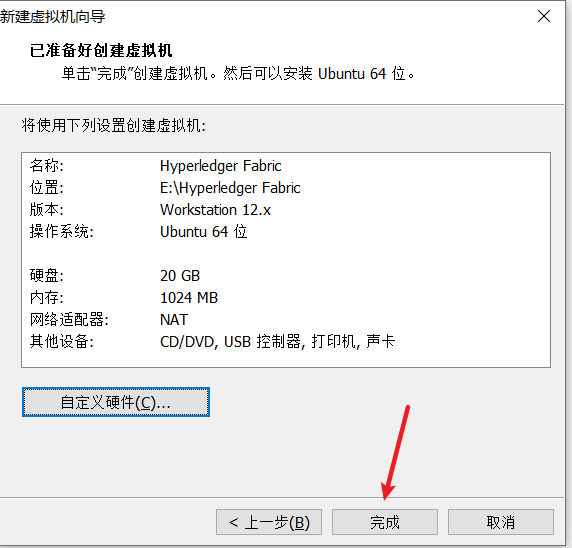 新建虚拟机向导
已准备好创建虚拟机
单击“完成”创建虚拟机。然后可以安装 Ubuntu 64 位。
将使用下列设置创建虚拟机:
名称: Hyperledger Fabric
位置: E:\Hyperledger Fabric
版本: Workstation 12.x
操作系统: Ubuntu 64 位
硬盘: 20 GB
内存: 1024 MB
网络适配器: NAT
其他设备: CD/DVD, USB 控制器, 打印机, 声卡
自定义硬件(C)...
< 上一步(B) 完成 取消